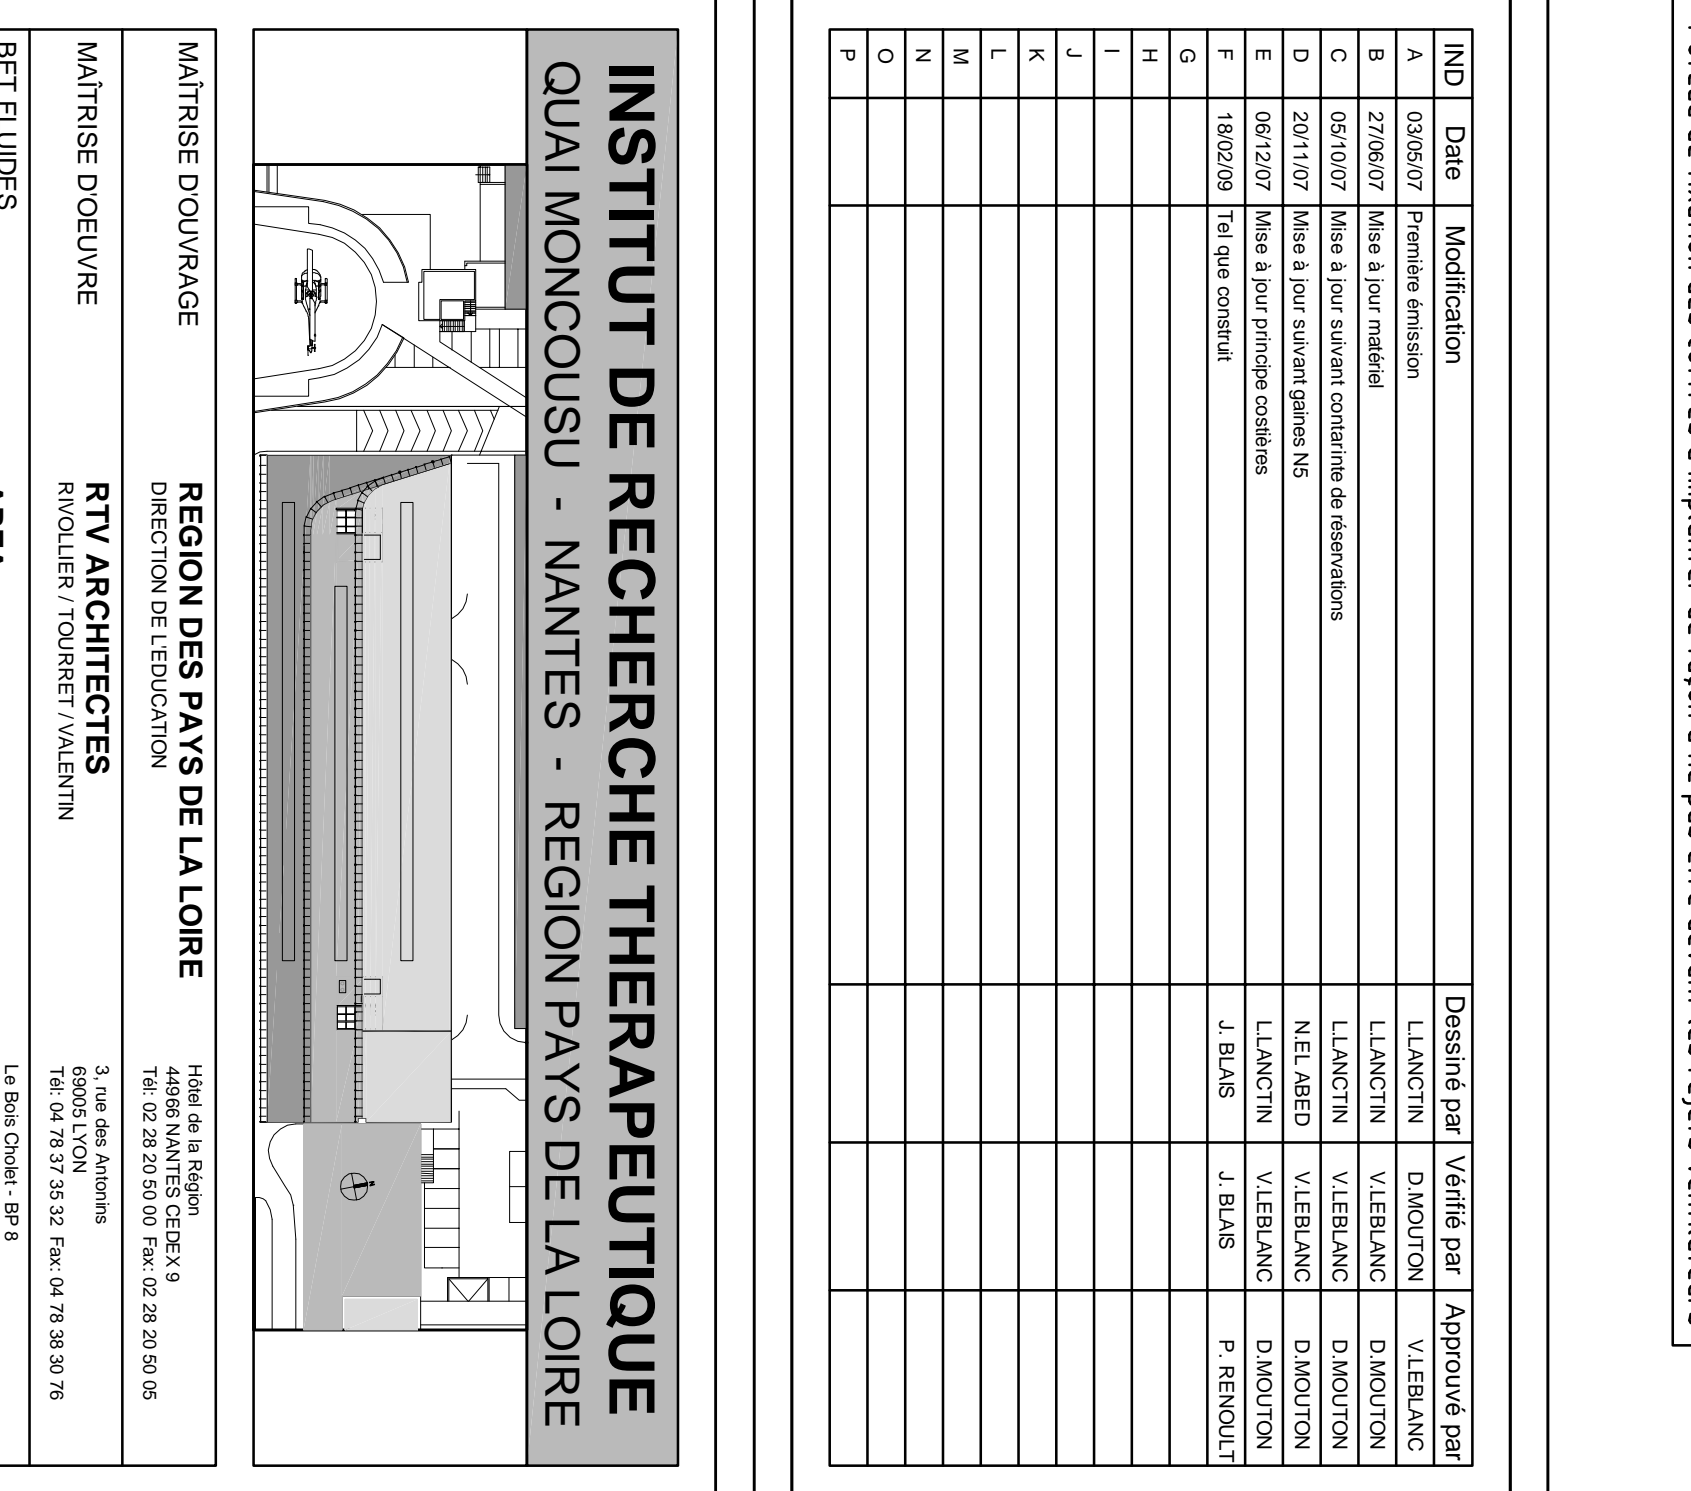 IND Date Modification Dessiné par Vérifié par Approuvé par
A 03/05/07 Première émission L.LANCTIN D.MOUTON V.LEBLANC
B 27/06/07 Mise à jour matériel L.LANCTIN V.LEBLANC D.MOUTON
C 05/10/07 Mise à jour suivant contarinte de réservations L.LANCTIN V.LEBLANC D.MOUTON
D 20/11/07 Mise à jour suivant gaines N5 N.EL ABED V.LEBLANC D.MOUTON
E 06/12/07 Mise à jour principe costières L.LANCTIN V.LEBLANC D.MOUTON
F 18/02/09 Tel que construit J. BLAIS J. BLAIS P. RENOULT
G
H
I
J
K
L
M
N
O
P
INSTITUT DE RECHERCHE THERAPEUTIQUE
QUAI MONCOUSU - NANTES - REGION PAYS DE LA LOIRE
N
MAÎTRISE D'OUVRAGE
REGION DES PAYS DE LA LOIRE
DIRECTION DE L'EDUCATION
Hôtel de la Région
44966 NANTES CEDEX 9
Tél: 02 28 20 50 00 Fax: 02 28 20 50 05
MAÎTRISE D'OEUVRE
RTV ARCHITECTES
RIVOLLIER / TOURRET / VALENTIN
3, rue des Antonins
69005 LYON
Tél: 04 78 37 35 32 Fax: 04 78 38 30 76
BET FLUIDES
Le Bois Cholet - BP 8